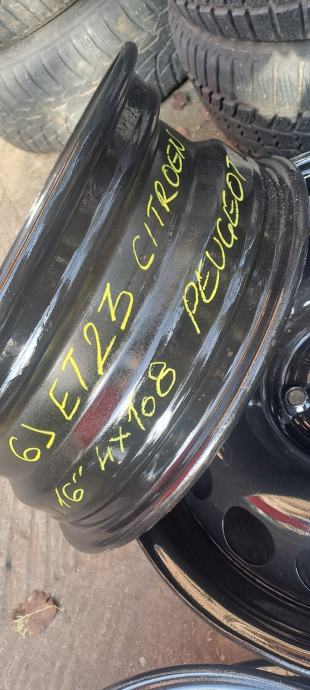 6J ET23 CITROEN
16" 4x108 PEUGEOT